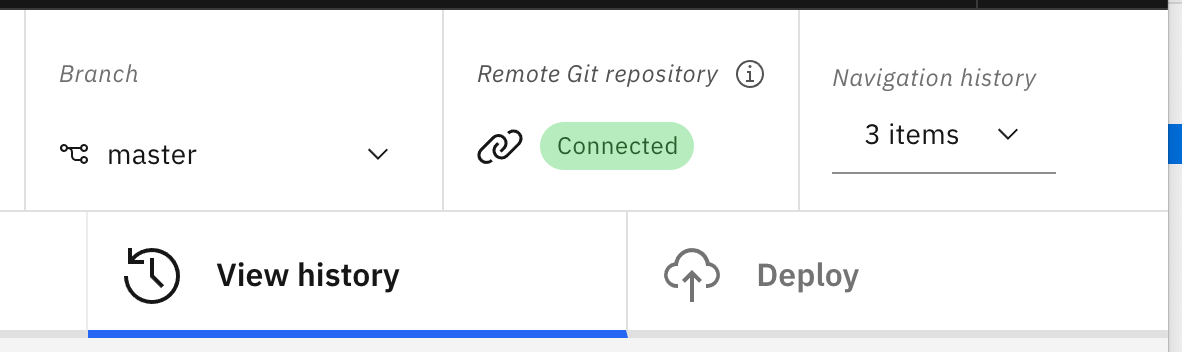 Branch
master
Remote Git repository
Connected
Navigation history
3 items
View history
Deploy